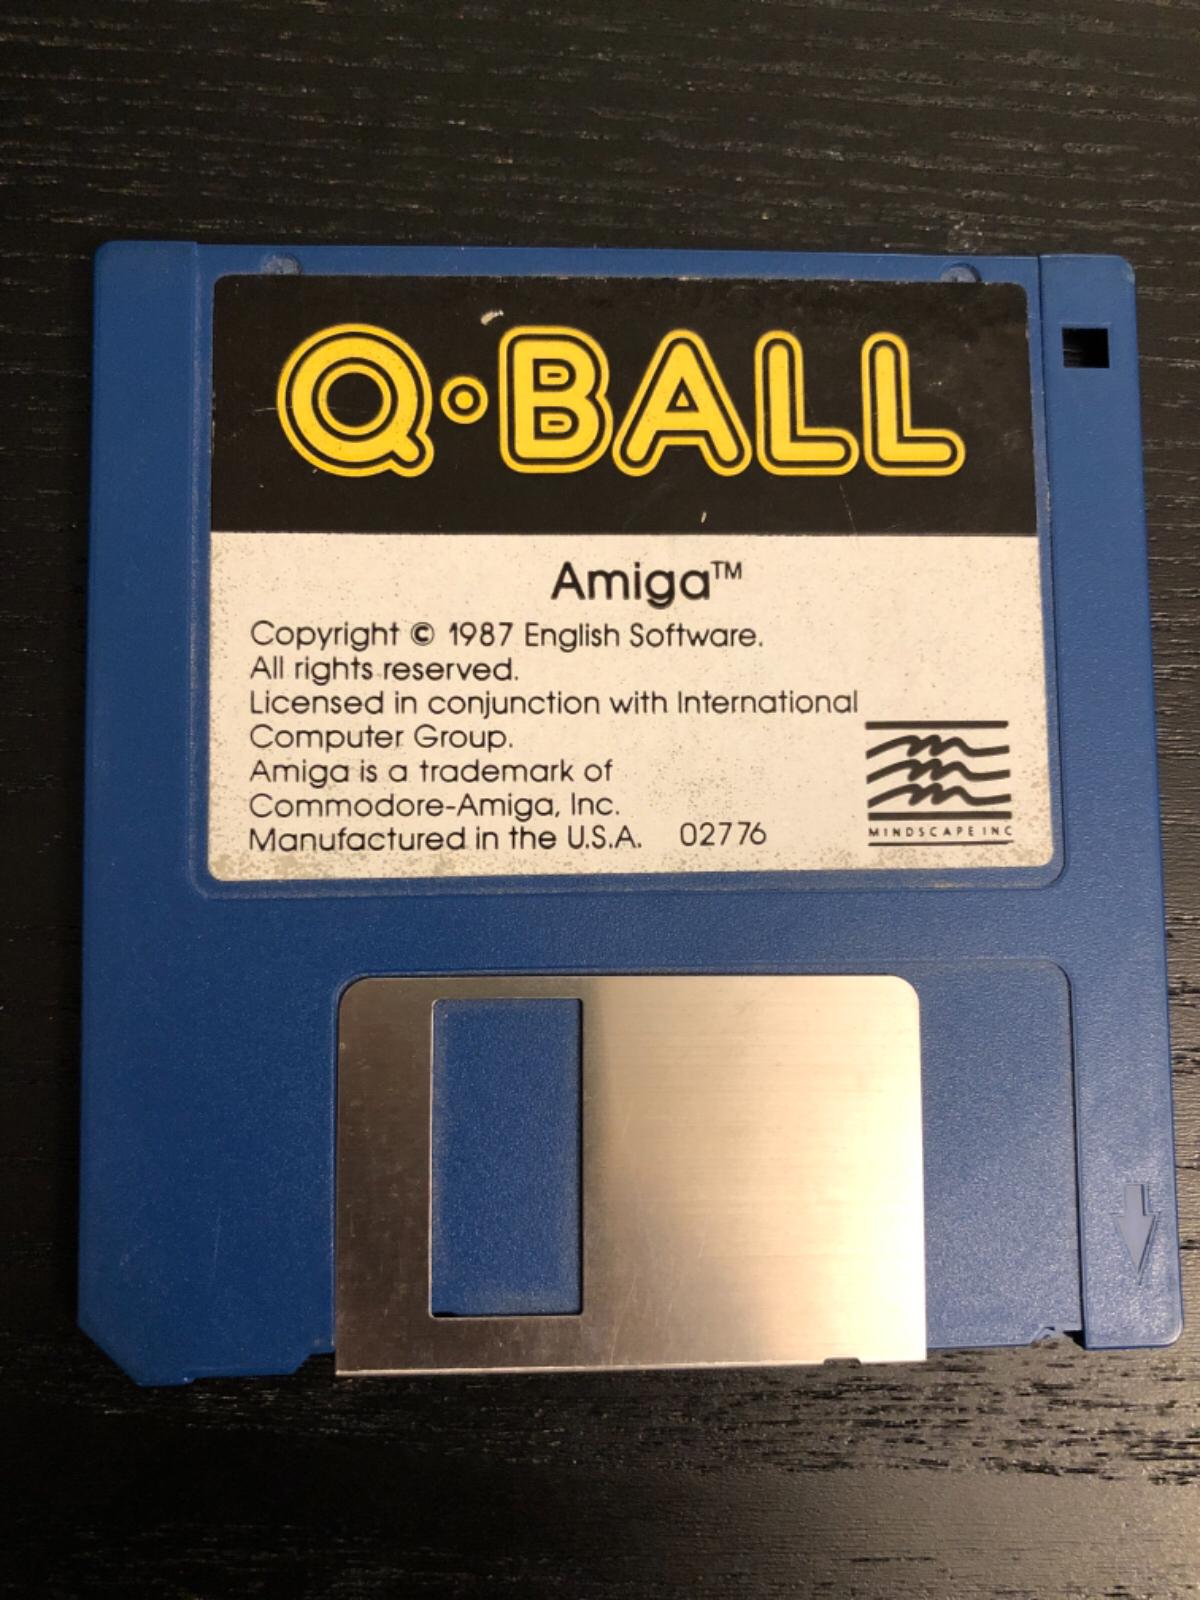 Q·BALL
Amiga™
Copyright © 1987 English Software.
All rights reserved.
Licensed in conjunction with International
Computer Group.
Amiga is a trademark of
Commodore-Amiga, Inc.
Manufactured in the U.S.A. 02776
MINDSCAPE INC